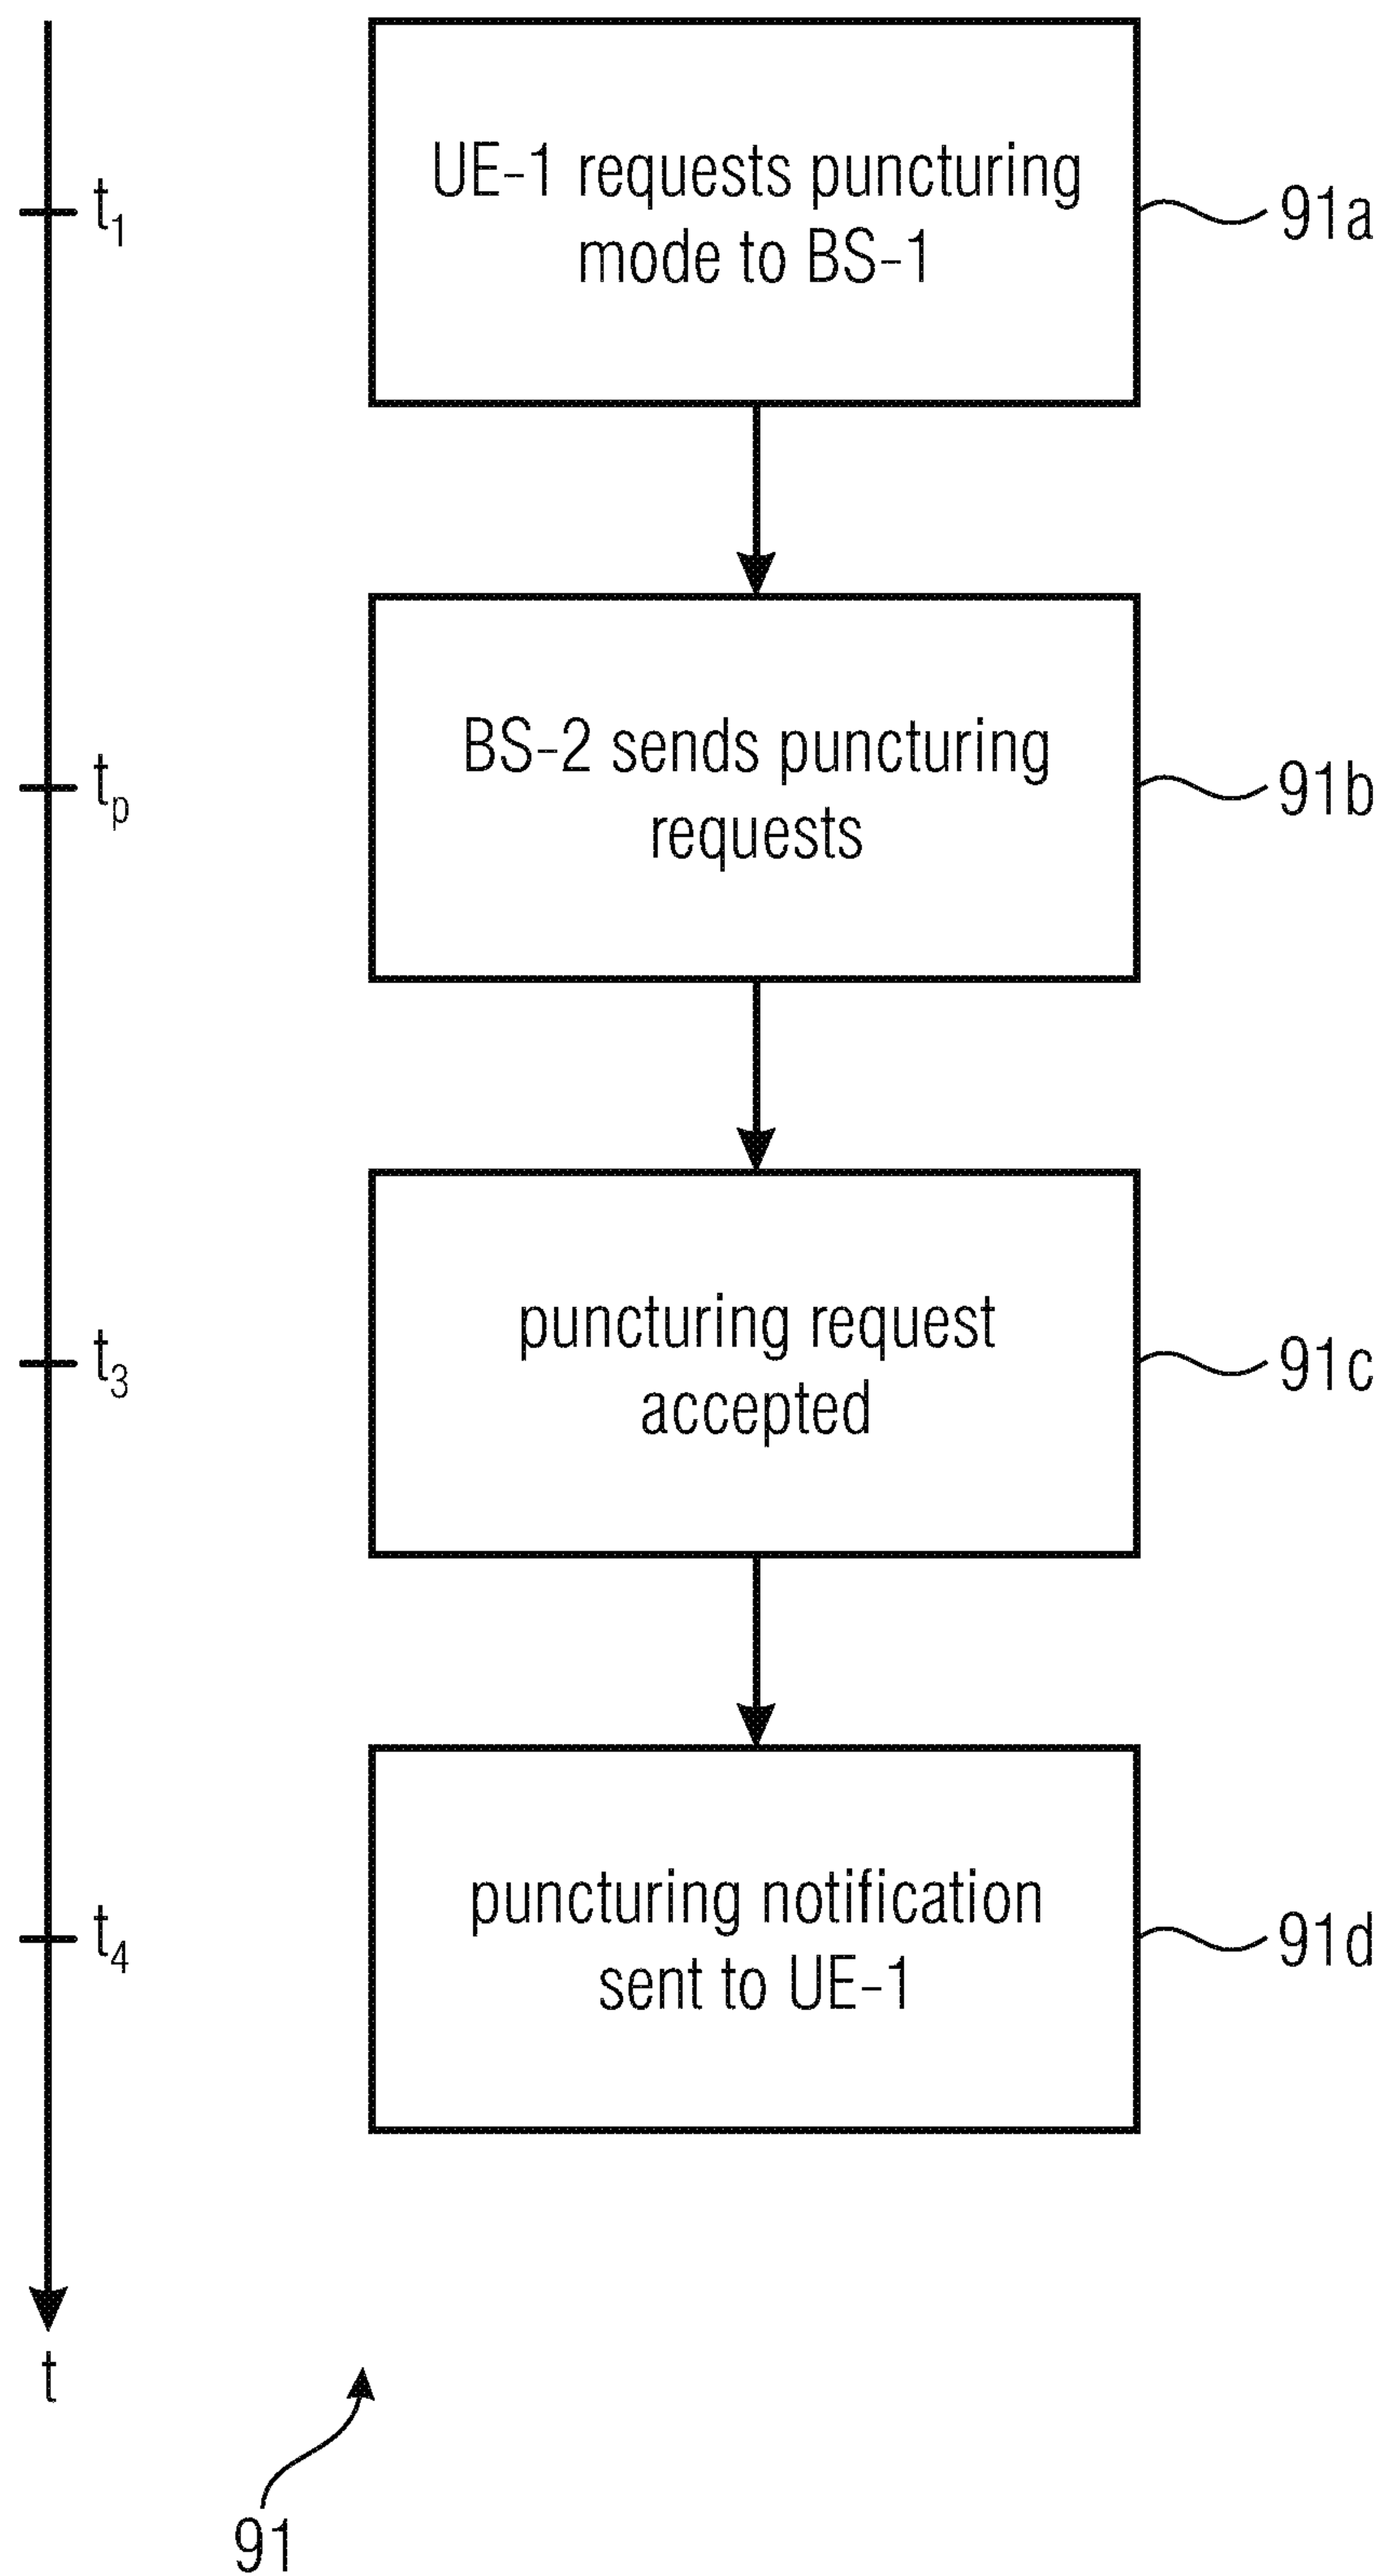 UE-1 requests puncturing
mode to BS-1
t1
91a
BS-2 sends puncturing
requests
tp
91b
puncturing request
accepted
t3
91c
puncturing notification
sent to UE-1
t4
91d
t
91